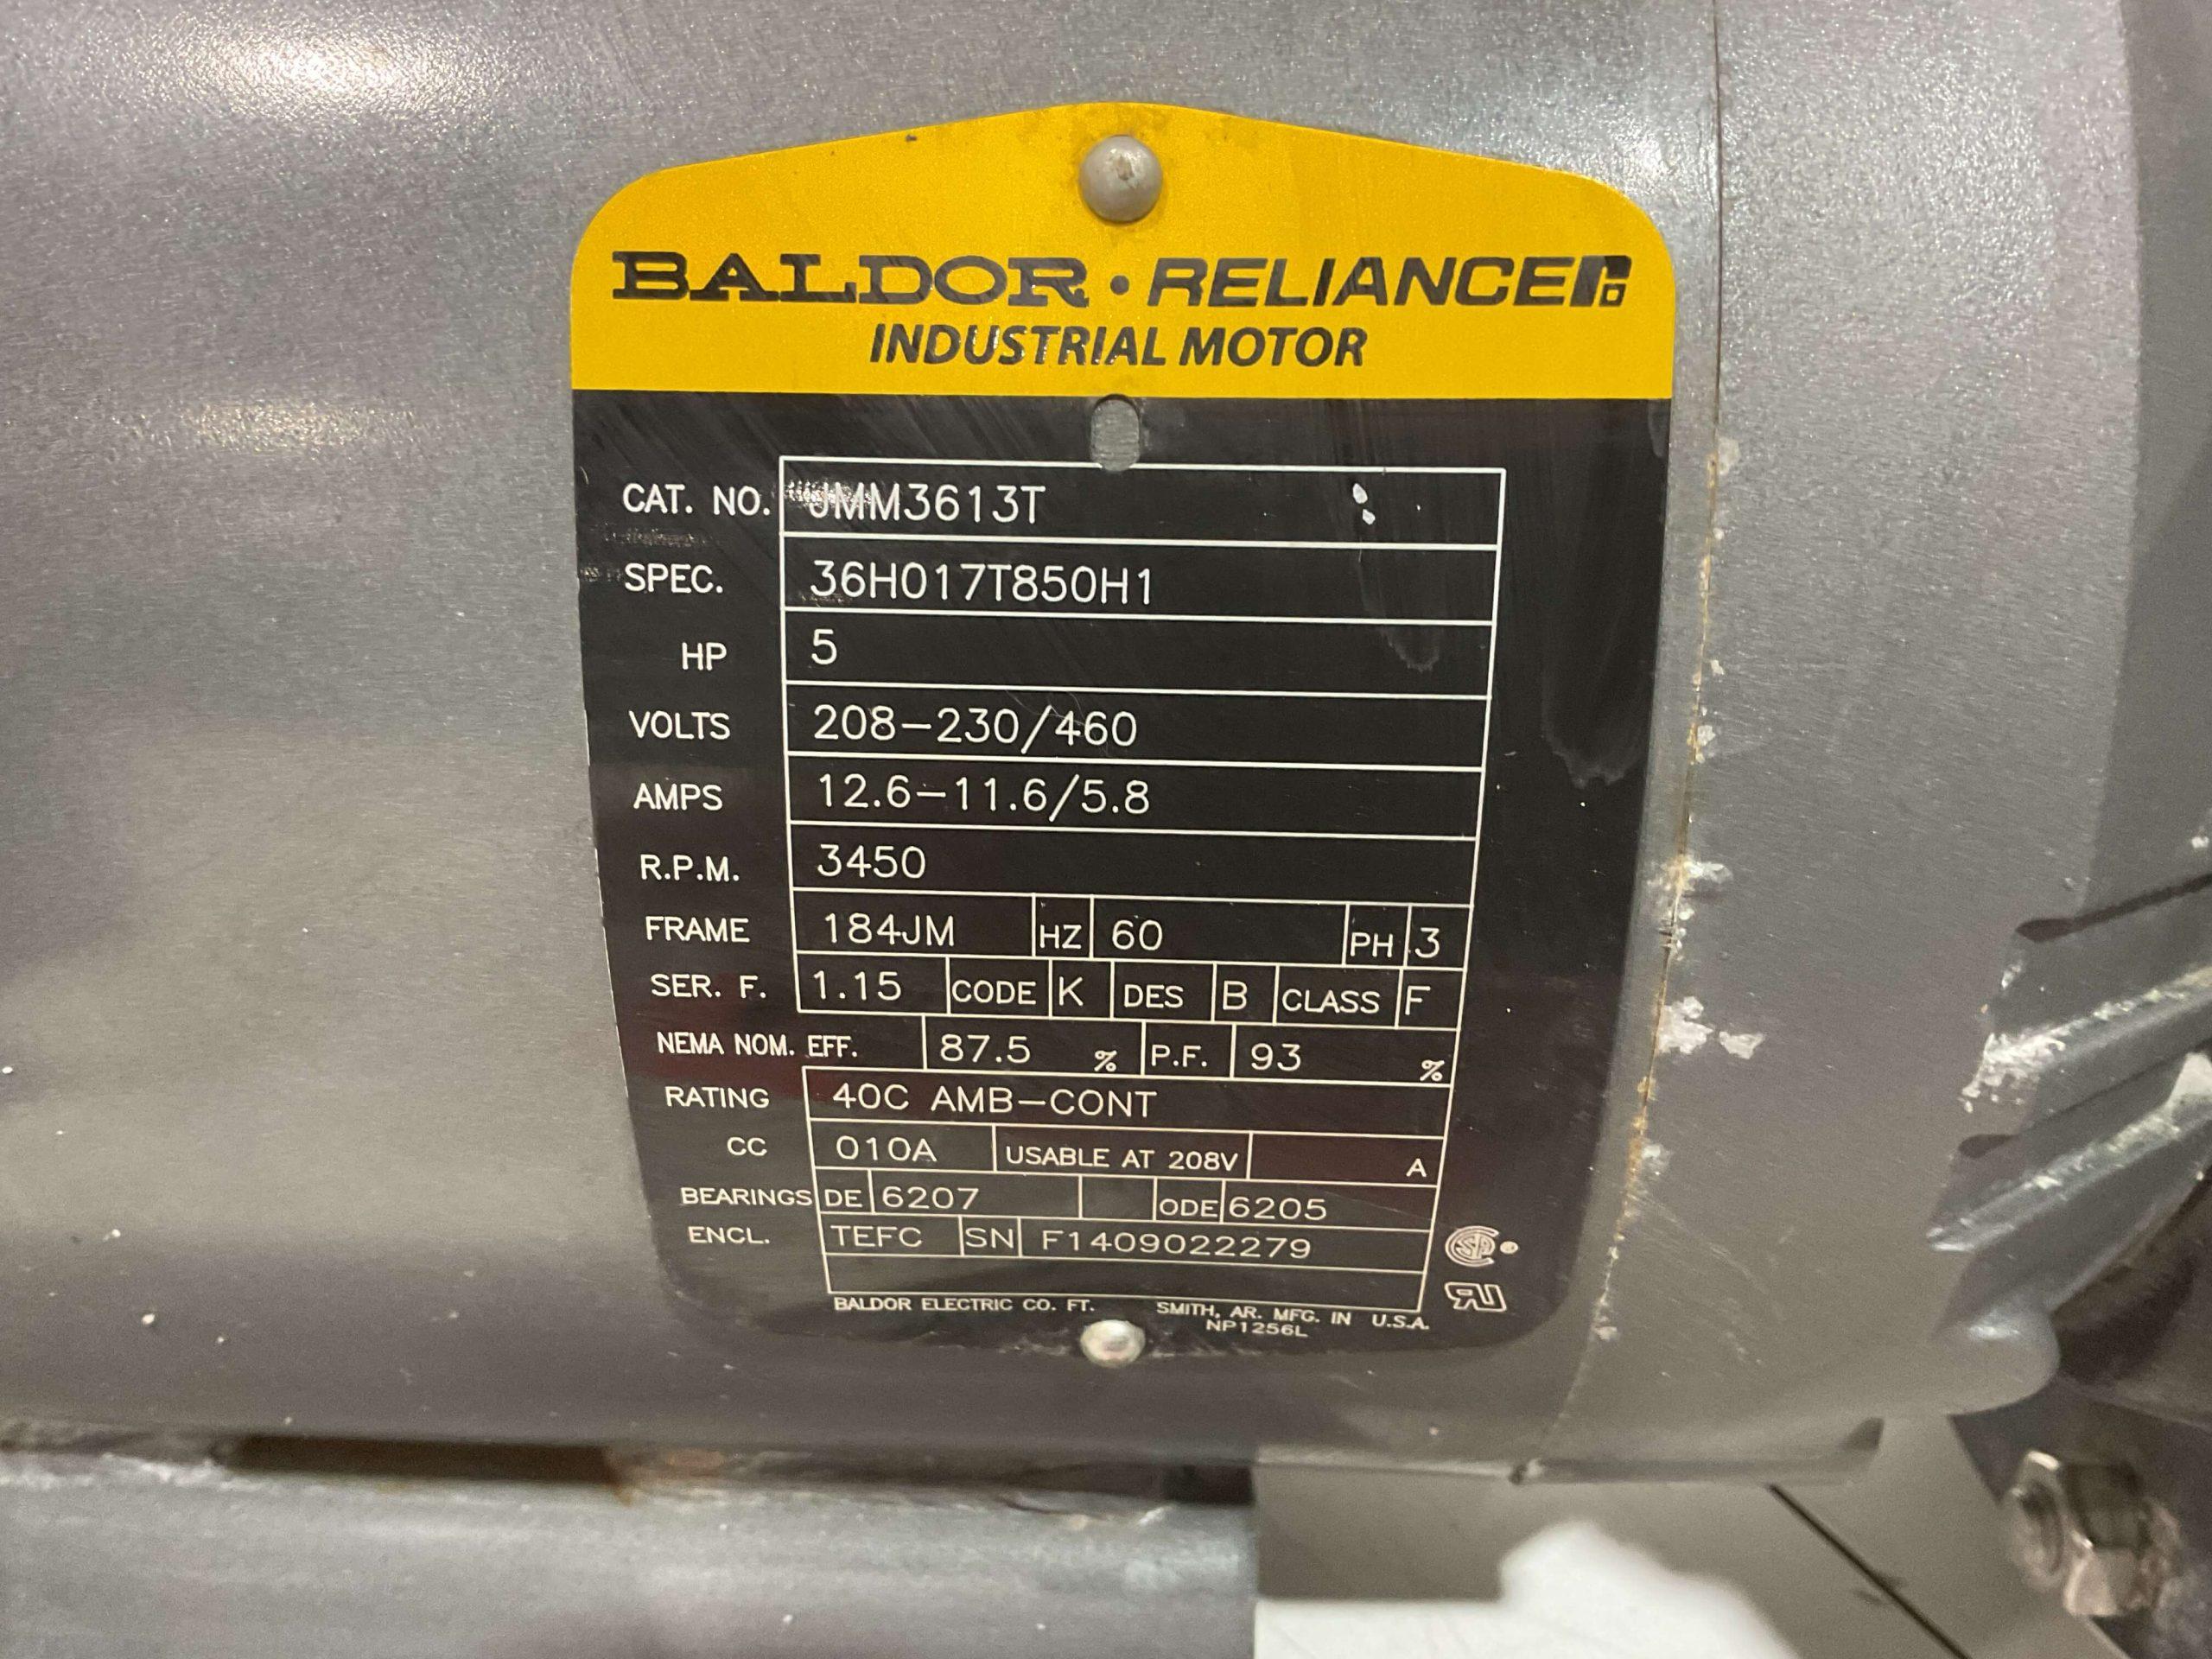 BALDOR • RELIANCE
INDUSTRIAL MOTOR
CAT. NO. JMM3613T
SPEC. 36H017T850H1
HP 5
VOLTS 208-230/460
AMPS 12.6-11.6/5.8
R.P.M. 3450
FRAME 184JM HZ 60 PH 3
SER. F. 1.15 CODE K DES B CLASS F
NEMA NOM. EFF. 87.5 % P.F. 93 %
RATING 40C AMB-CONT
CC 010A USABLE AT 208V A
BEARINGS DE 6207 ODE 6205
ENCL. TEFC SN F1409022279
BALDOR ELECTRIC CO. FT. SMITH, AR. MFG. IN U.S.A.
NP1256L